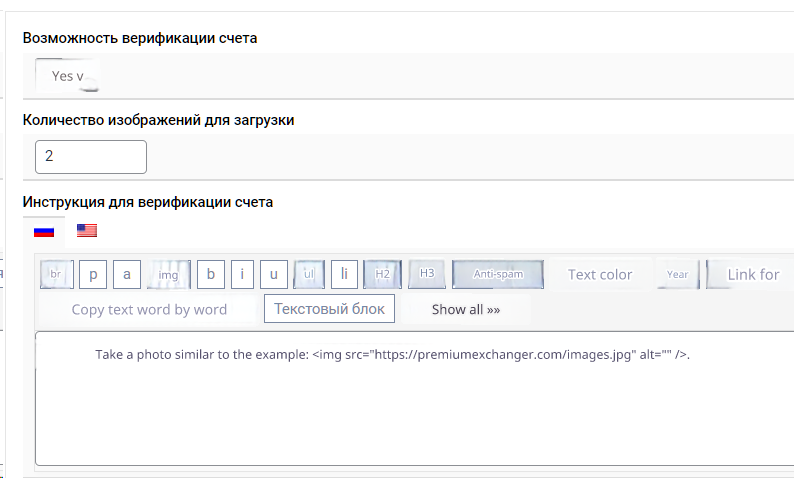 Возможность верификации счета
Yes v
Количество изображений для загрузки
2
Инструкция для верификации счета
br p a img b i u ul li H2 H3 Anti-spam Text color Year Link for
Copy text word by word Текстовый блок Show all »»
Take a photo similar to the example: <img src="https://premiumexchanger.com/images.jpg" alt="" />.